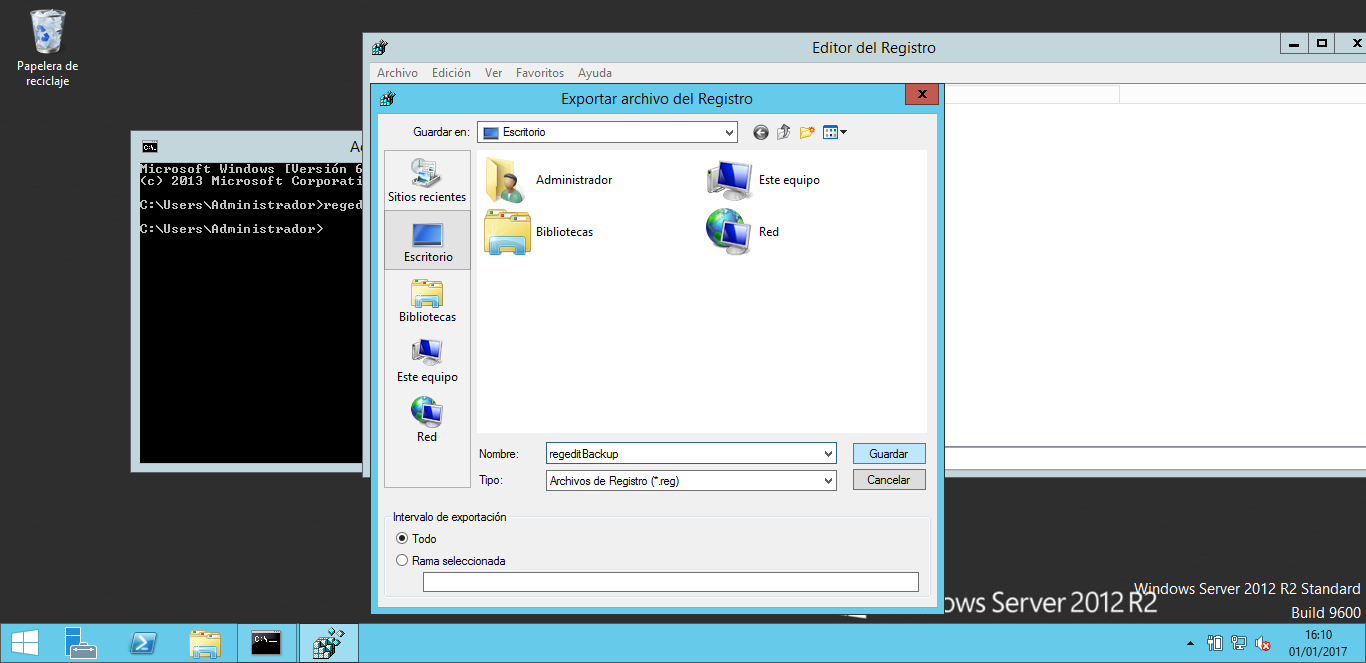 Papelera de
reciclaje
Editor del Registro
Archivo Edición Ver Favoritos Ayuda
Exportar archivo del Registro
Guardar en: Escritorio
Microsoft Windows [Versión 6
(c) 2013 Microsoft Corporati
C:\Users\Administrador>reged
C:\Users\Administrador>
Sitios recientes
Escritorio
Bibliotecas
Este equipo
Red
Administrador
Este equipo
Bibliotecas
Red
Nombre: regeditBackup Guardar
Tipo: Archivos de Registro (*.reg) Cancelar
Intervalo de exportación
Todo
Rama seleccionada
ows Server 2012 R2
Windows Server 2012 R2 Standard
Build 9600
16:10
01/01/2017